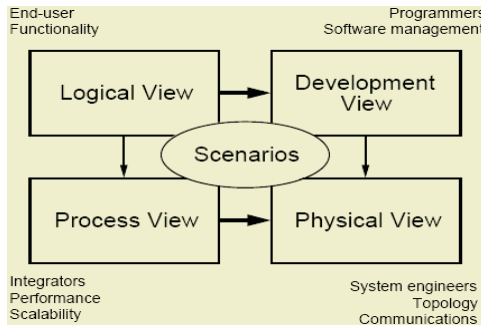 End-user
Functionality
Programmers
Software management
Logical View
Development
View
Scenarios
Process View
Physical View
Integrators
Performance
Scalability
System engineers
Topology
Communications